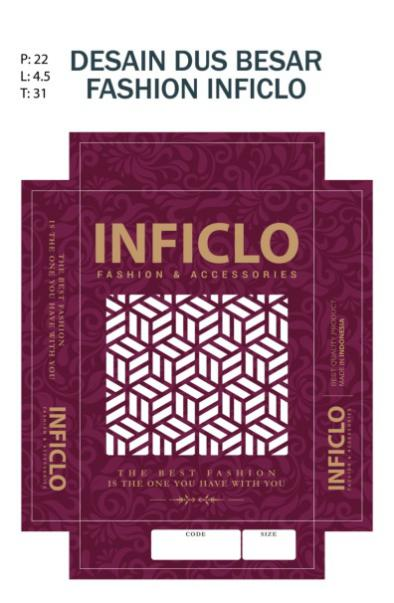 P: 22
L: 4.5
T: 31
DESAIN DUS BESAR
FASHION INFICLO
INFICLO
FASHION & ACCESSORIES
THE BEST FASHION
IS THE ONE YOU HAVE WITH YOU
CODE
SIZE
THE BEST FASHION
IS THE ONE YOU HAVE WITH YOU
INFICLO
FASHION & ACCESSORIES
BEST QUALITY PRODUCT
MADE IN INDONESIA
INFICLO
FASHION & ACCESSORIES